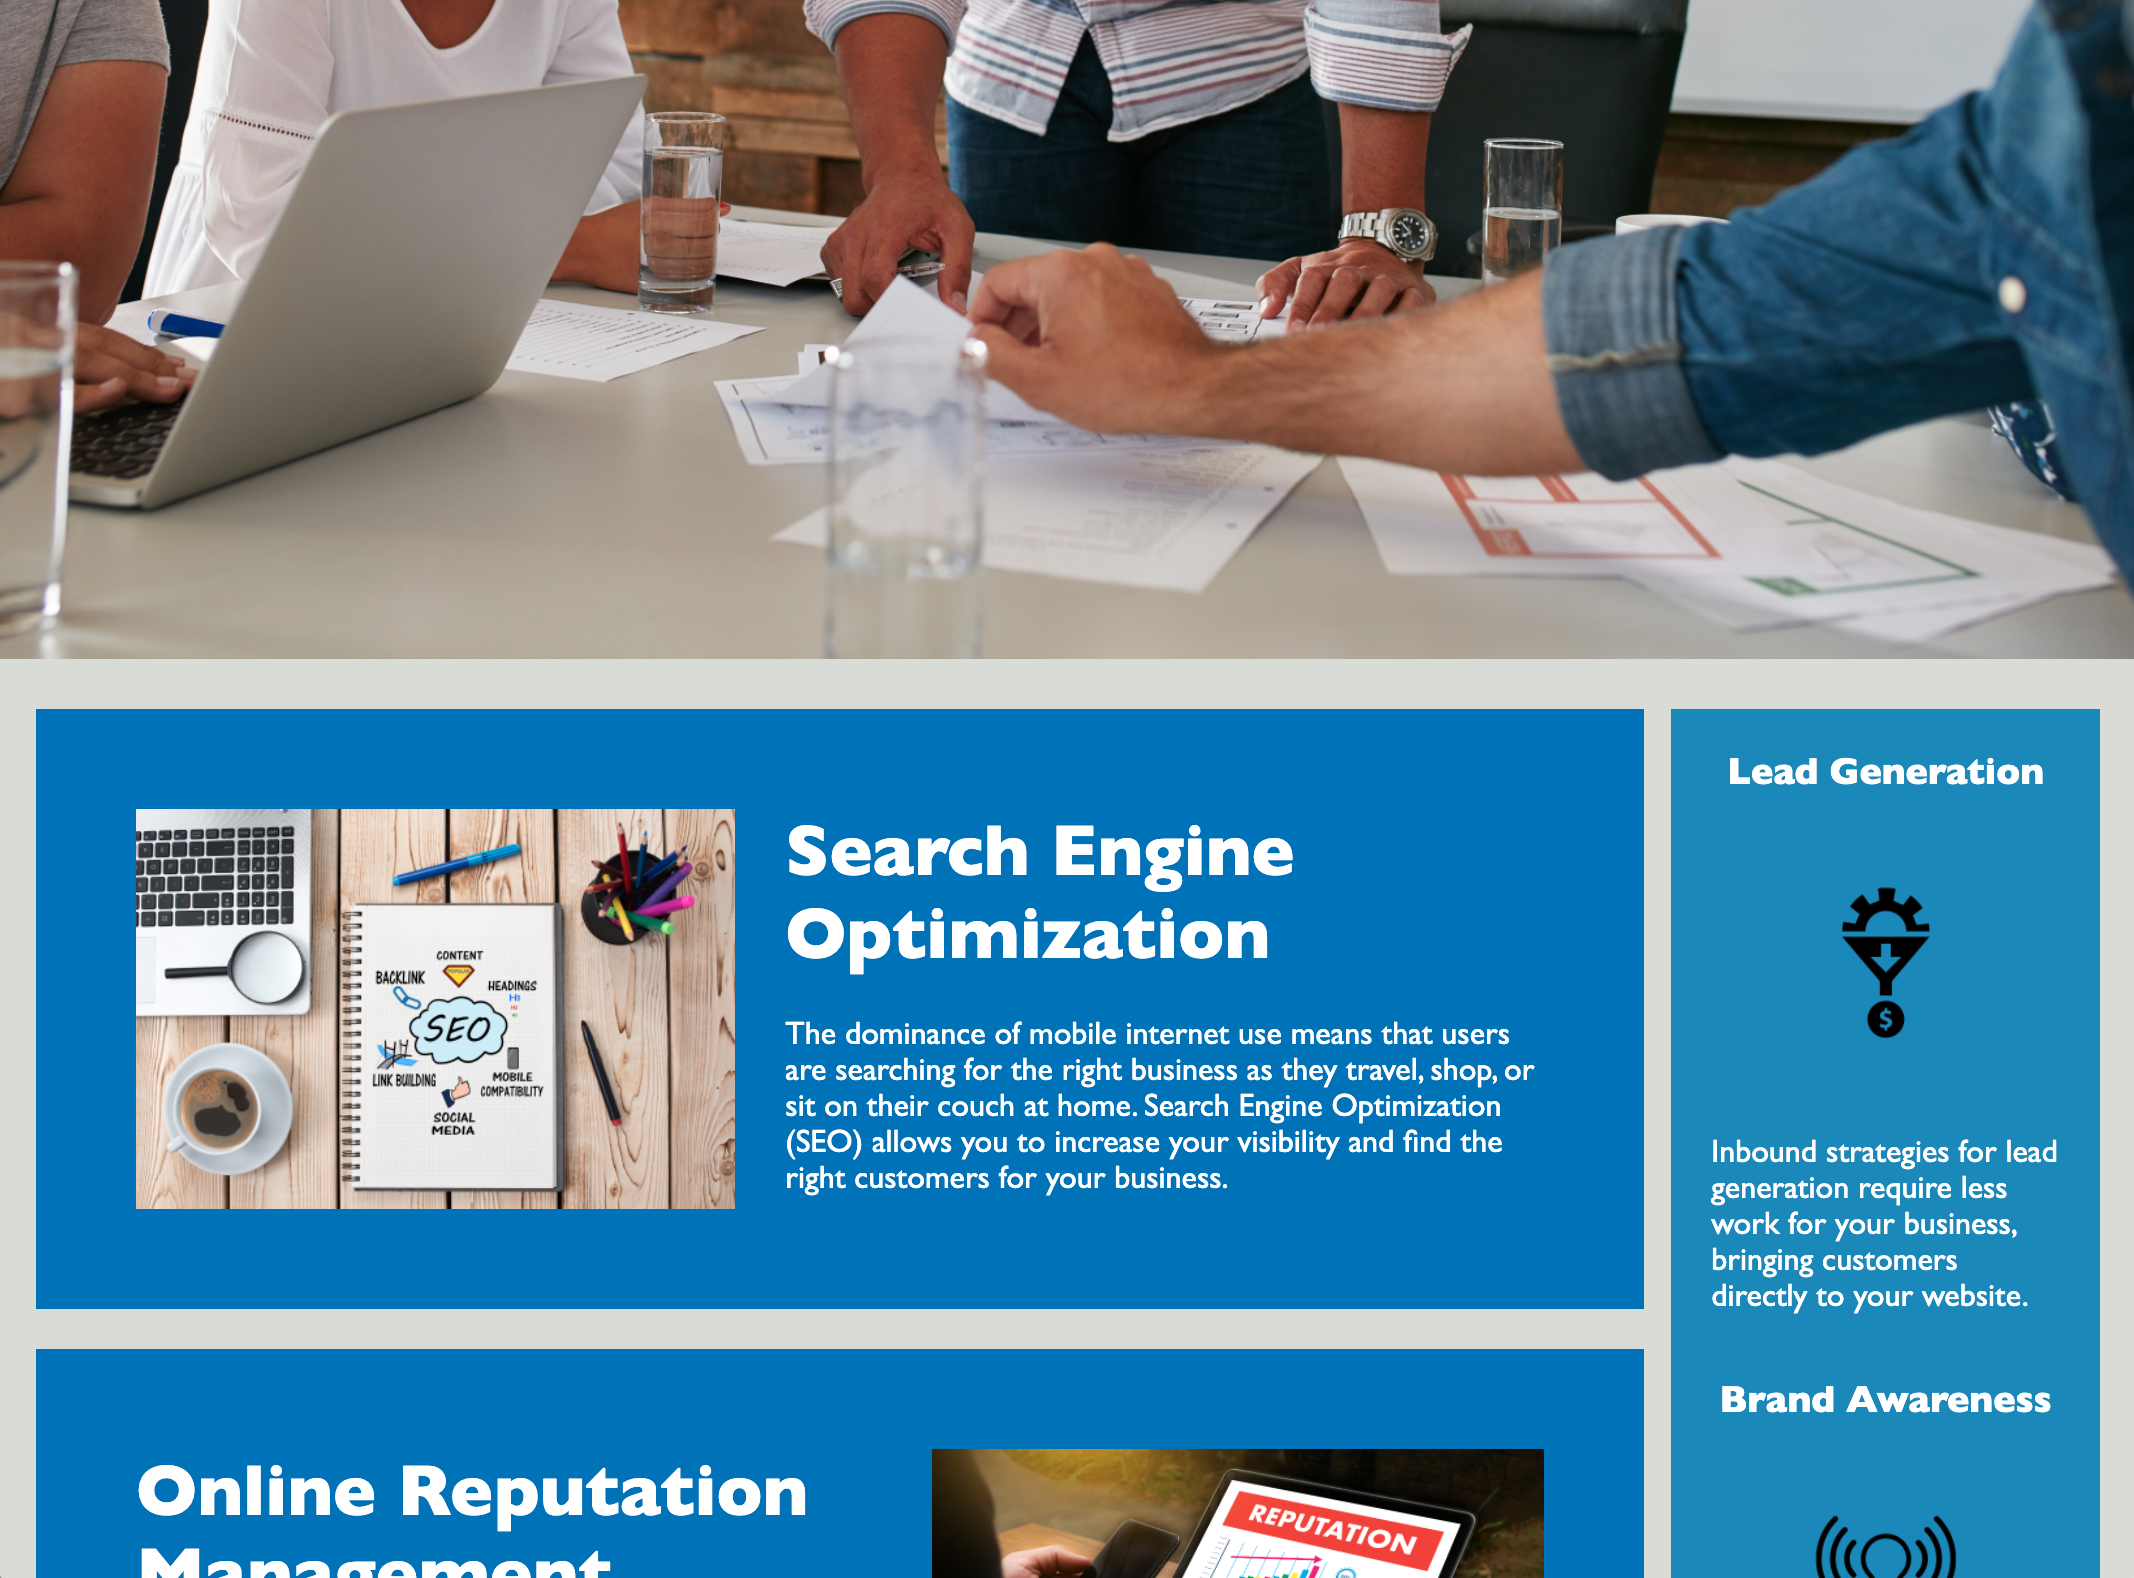 Search Engine
Optimization
The dominance of mobile internet use means that users
are searching for the right business as they travel, shop, or
sit on their couch at home. Search Engine Optimization
(SEO) allows you to increase your visibility and find the
right customers for your business.
CONTENT
BACKLINK
HEADINGS
H1
SEO
LINK BUILDING
MOBILE
COMPATIBILITY
SOCIAL
MEDIA
Online Reputation
Management
REPUTATION
Lead Generation
$
Inbound strategies for lead
generation require less
work for your business,
bringing customers
directly to your website.
Brand Awareness